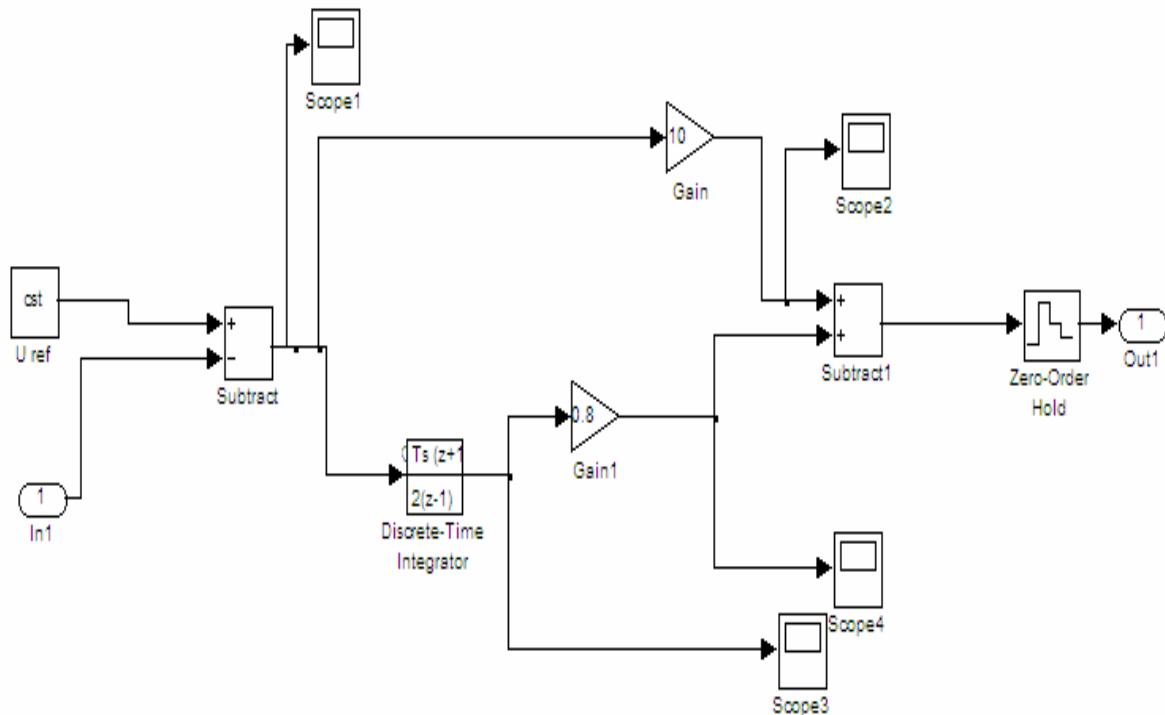 Scope1
10
Gain
Scope2
cst
U ref
+
−
Subtract
+
+
Subtract1
Zero-Order
Hold
1
Out1
0.8
Gain1
Ts (z+1
2(z-1)
Discrete-Time
Integrator
1
In1
Scope4
Scope3